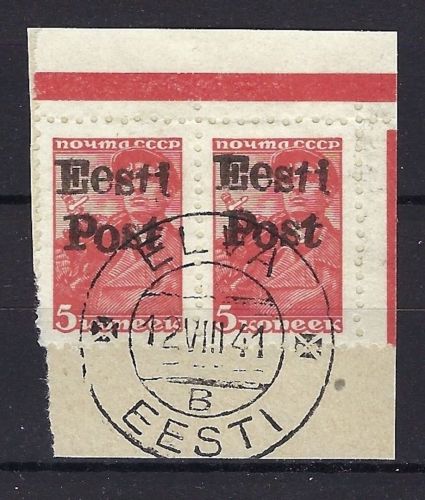 ПОЧТА СССР ПОЧТА СССР
Eesti Eesti
Post Post
5 копеек 5 копеек
ELVA
12 VIII 41
B
EESTI